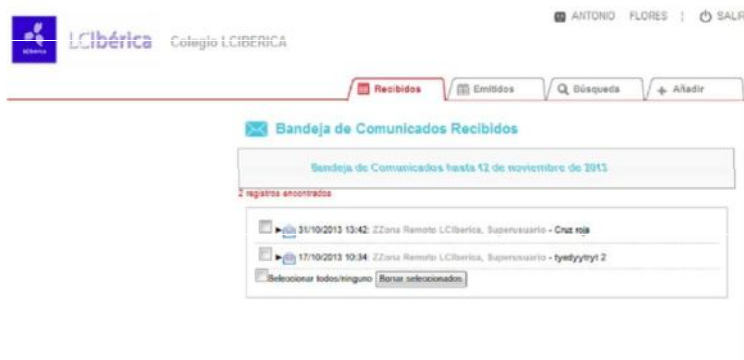 ANTONIO FLORES | SALIR
LCIbérica Colegio LCIBERICA
LCIbérica
Recibidos Emitidos Búsqueda Añadir
Bandeja de Comunicados Recibidos
Bandeja de Comunicados hasta 12 de noviembre de 2013
2 registros encontrados
31/10/2013 13:42: ZZona Remoto LCIberica, Superusuario - Cruz roja
17/10/2013 10:34: ZZona Remoto LCIberica, Superusuario - tyedyytryt 2
Seleccionar todos/ninguno Borrar seleccionados